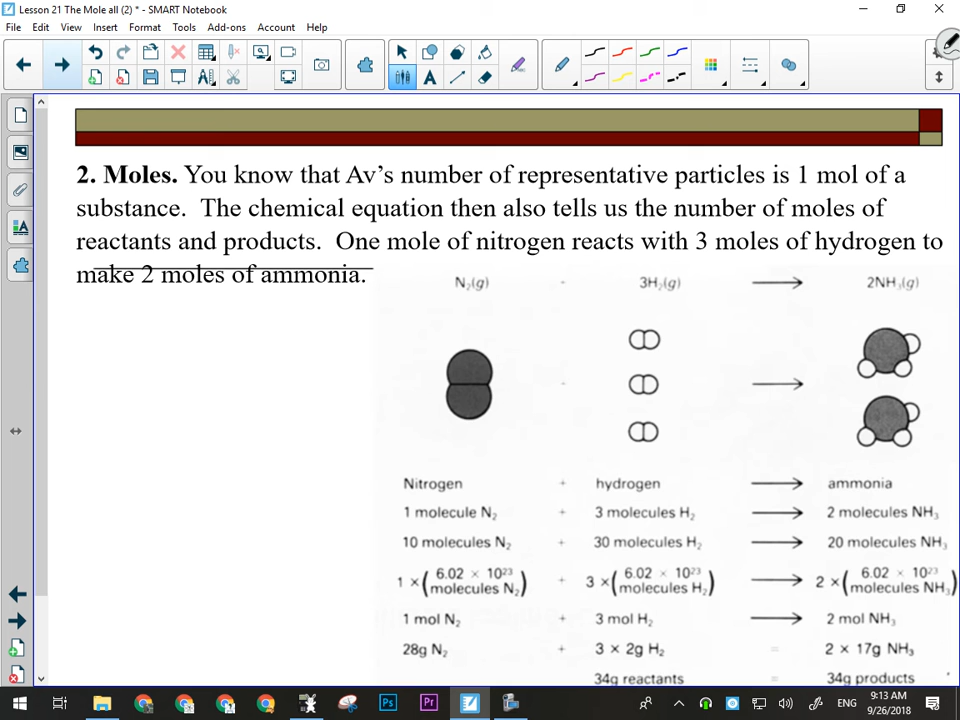 Lesson 21 The Mole all (2) * - SMART Notebook
File Edit View Insert Format Tools Add-ons Account Help
2. Moles. You know that Av’s number of representative particles is 1 mol of a
substance. The chemical equation then also tells us the number of moles of
reactants and products. One mole of nitrogen reacts with 3 moles of hydrogen to
make 2 moles of ammonia.
N₂(g) - 3H₂(g) → 2NH₃(g)
- →
Nitrogen + hydrogen → ammonia
1 molecule N₂ + 3 molecules H₂ → 2 molecules NH₃
10 molecules N₂ + 30 molecules H₂ → 20 molecules NH₃
1 × (6.02 × 10²³ molecules N₂) + 3 × (6.02 × 10²³ molecules H₂) → 2 × (6.02 × 10²³ molecules NH₃)
1 mol N₂ + 3 mol H₂ → 2 mol NH₃
28g N₂ + 3 × 2g H₂ = 2 × 17g NH₃
34g reactants = 34g products
Ps Pr ENG 9:13 AM
9/26/2018